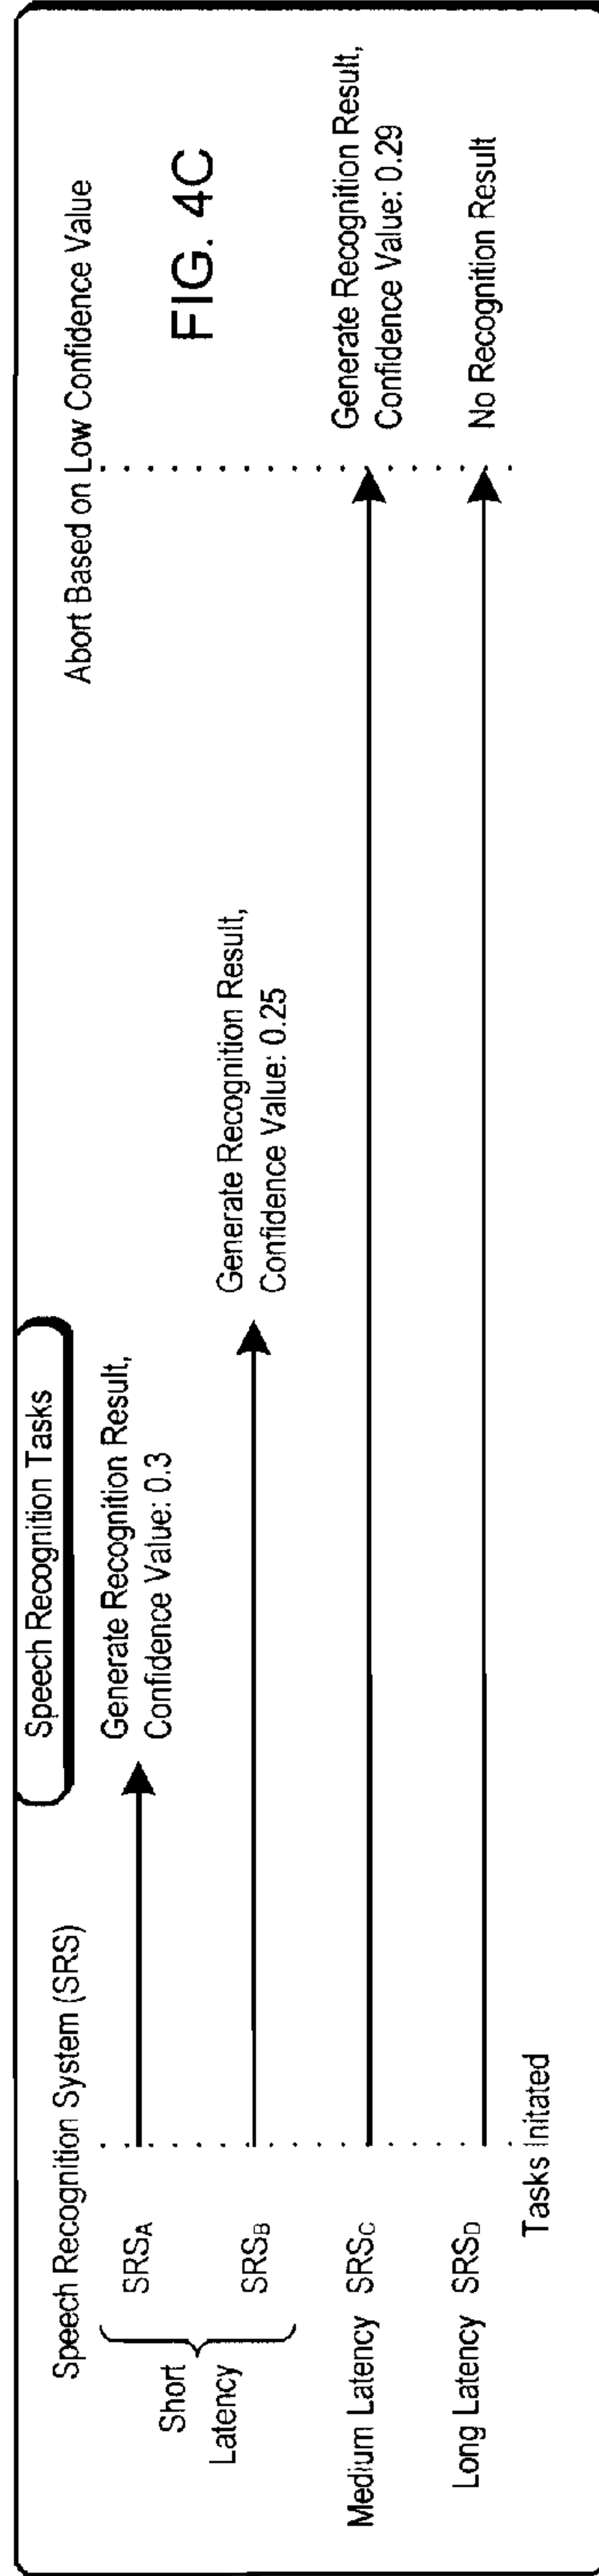 Speech Recognition Tasks
Speech Recognition System (SRS)
Abort Based on Low Confidence Value
Short
Latency
SRSA
Generate Recognition Result,
Confidence Value: 0.3
FIG. 4C
SRSB
Generate Recognition Result,
Confidence Value: 0.25
Medium Latency SRSC
Generate Recognition Result,
Confidence Value: 0.29
Long Latency SRSD
No Recognition Result
Tasks Initated